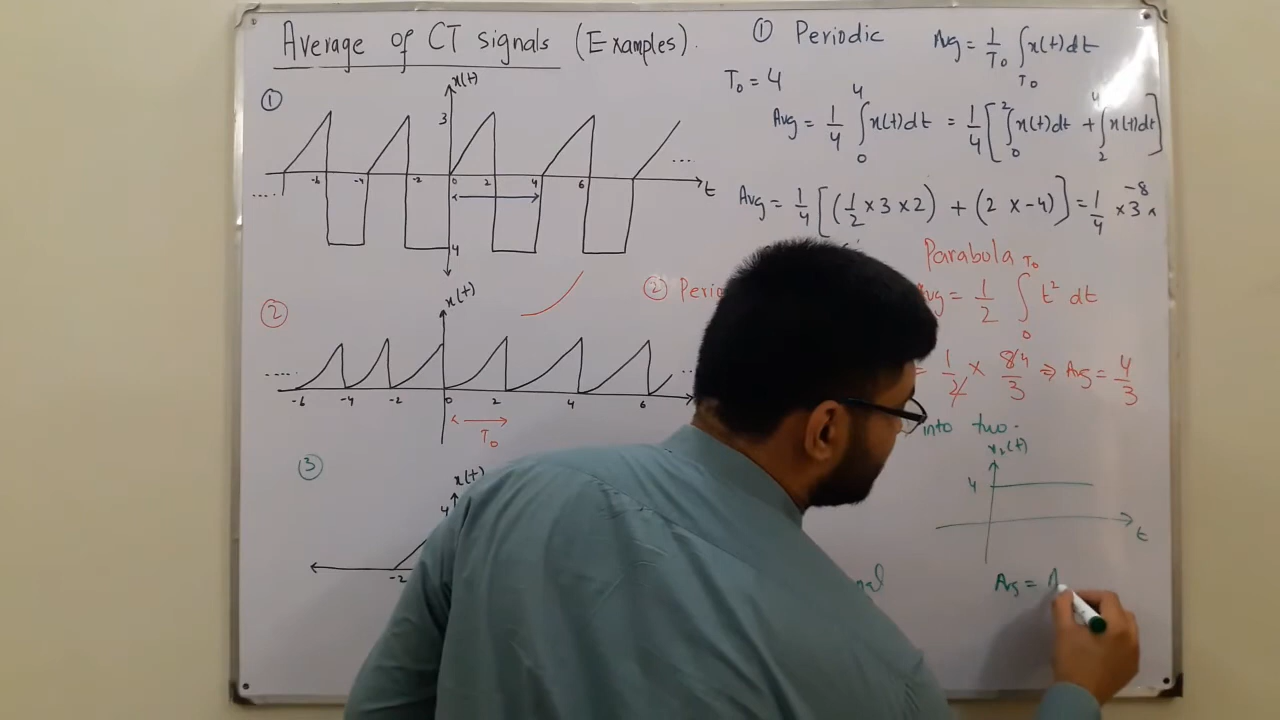 Average of CT signals (Examples).
① Periodic Avg = 1/T₀ ∫_T₀ x(t)dt
T₀ = 4
Avg = 1/4 ∫₀⁴ x(t)dt = 1/4 [∫₀² x(t)dt + ∫₂⁴ x(t)dt]
Avg = 1/4 [(1/2 × 3 × 2) + (2 × -4)] = 1/4 × 3 × -8
①
x(t)
3
.... -6 -4 -2 0 2 4 6 ... t
4
②
x(t)
.... -6 -4 -2 0 2 4 6 ...
T₀
② Perio
Parabola
Avg = 1/2 ∫₀^T₀ t² dt
= 1/2 × 8/3 4 ⇒ Avg = 4/3
③
x(t)
4
-2
into two.
x₂(t)
4
t
Avg = A